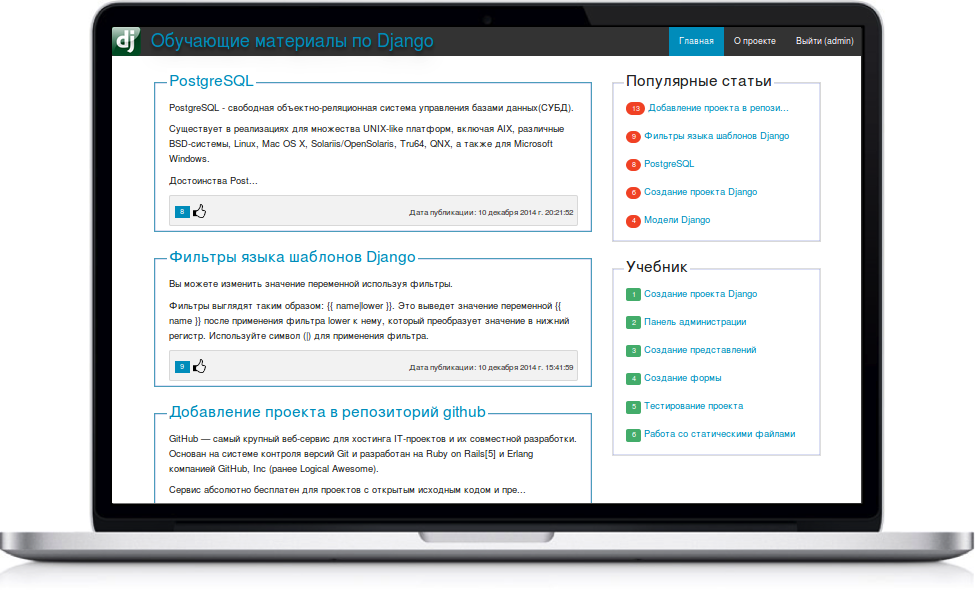 dj Обучающие материалы по Django
Главная О проекте Выйти (admin)
PostgreSQL
PostgreSQL - свободная объектно-реляционная система управления базами данных(СУБД).
Существует в реализациях для множества UNIX-like платформ, включая AIX, различные
BSD-системы, Linux, Mac OS X, Solariis/OpenSolaris, Tru64, QNX, а также для Microsoft
Windows.
Достоинства Post...
8 Дата публикации: 10 декабря 2014 г. 20:21:52
Фильтры языка шаблонов Django
Вы можете изменить значение переменной используя фильтры.
Фильтры выглядят таким образом: {{ name|lower }}. Это выведет значение переменной {{
name }} после применения фильтра lower к нему, который преобразует значение в нижний
регистр. Используйте символ (|) для применения фильтра.
9 Дата публикации: 10 декабря 2014 г. 15:41:59
Добавление проекта в репозиторий github
GitHub — самый крупный веб-сервис для хостинга IT-проектов и их совместной разработки.
Основан на системе контроля версий Git и разработан на Ruby on Rails[5] и Erlang
компанией GitHub, Inc (ранее Logical Awesome).
Сервис абсолютно бесплатен для проектов с открытым исходным кодом и пре...
Популярные статьи
13 Добавление проекта в репози...
9 Фильтры языка шаблонов Django
8 PostgreSQL
6 Создание проекта Django
4 Модели Django
Учебник
1 Создание проекта Django
2 Панель администрации
3 Создание представлений
4 Создание формы
5 Тестирование проекта
6 Работа со статическими файлами